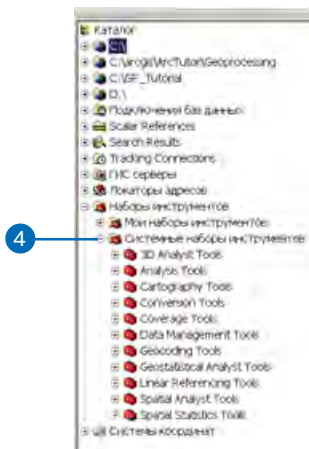 Каталог
C:\
C:\arcgis\ArcTutor\Geoprocessing
C:\GP_Tutorial
D:\
Подключения баз данных
Scalar References
Search Results
Tracking Connections
ГИС серверы
Локаторы адресов
Наборы инструментов
Мои наборы инструментов
4
Системные наборы инструментов
3D Analyst Tools
Analysis Tools
Cartography Tools
Conversion Tools
Coverage Tools
Data Management Tools
Geocoding Tools
Geostatistical Analyst Tools
Linear Referencing Tools
Spatial Analyst Tools
Spatial Statistics Tools
Системы координат